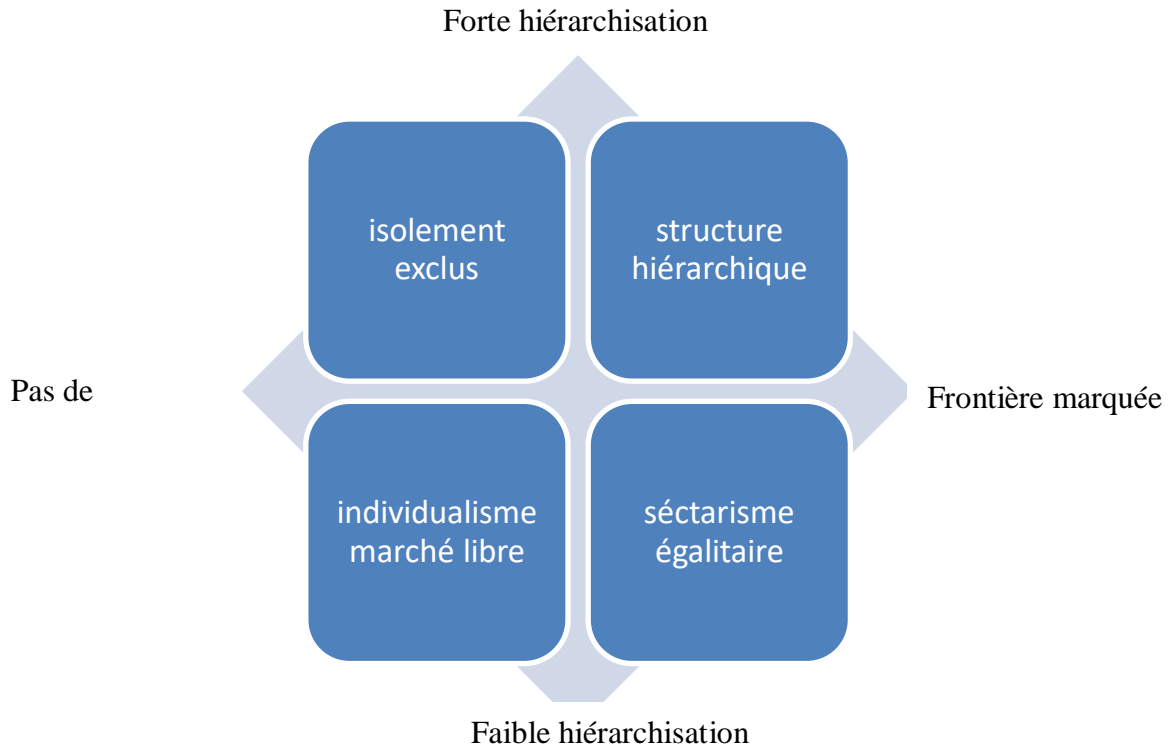 Forte hiérarchisation
isolement
exclus
structure
hiérarchique
Pas de
Frontière marquée
individualisme
marché libre
séctarisme
égalitaire
Faible hiérarchisation